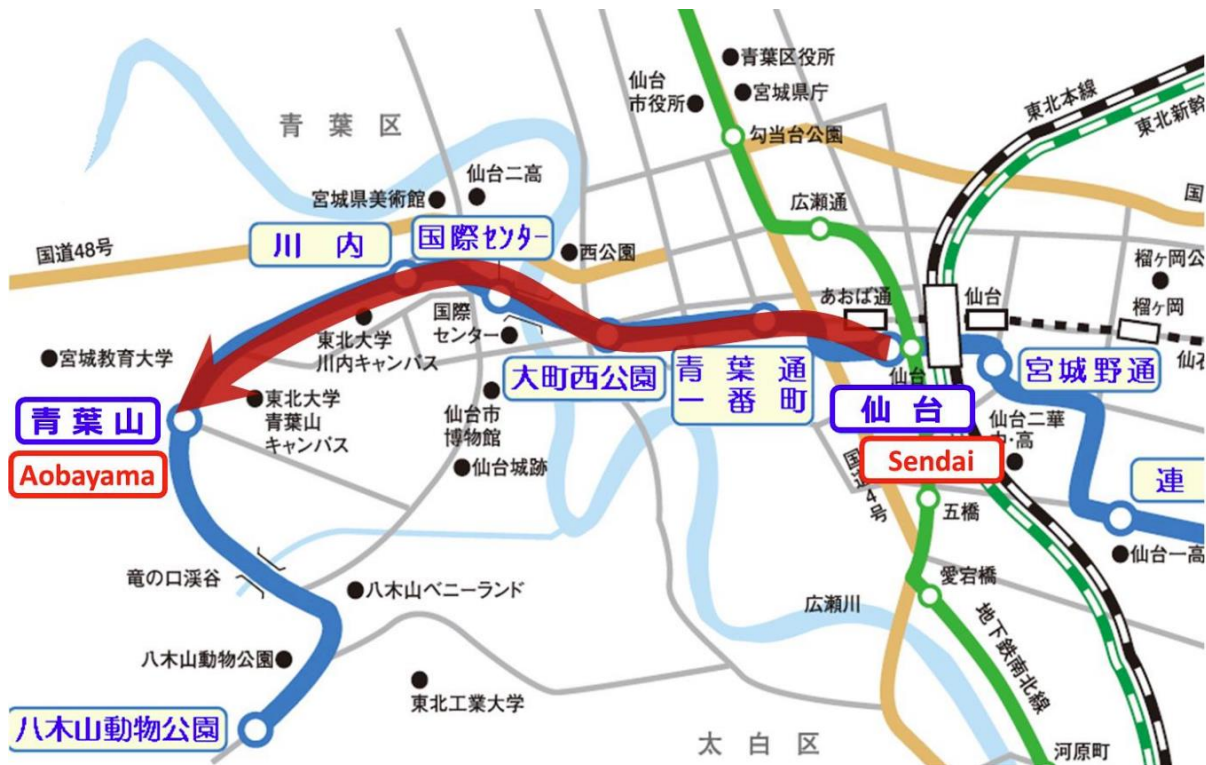 青葉区役所
宮城県庁
仙台
市役所
東北本線
東北新幹
青 葉 区
勾当台公園
仙台二高
宮城県美術館
広瀬通
国
国道48号
川 内
国際センター
西公園
榴ヶ岡公
あおば通
仙台
榴ヶ岡
国際
センター
東北大学
川内キャンパス
宮城教育大学
仙石
大町西公園
青 葉 通
一 番 町
仙台
宮城野通
青葉山
東北大学
青葉山
キャンパス
仙台市
博物館
仙 台
仙台二華
中・高
Aobayama
仙台城跡
Sendai
国道4号
連
五橋
仙台一高
竜の口渓谷
八木山ベニーランド
広瀬川
愛宕橋
地下鉄南北線
八木山動物公園
東北工業大学
八木山動物公園
太 白 区
河原町